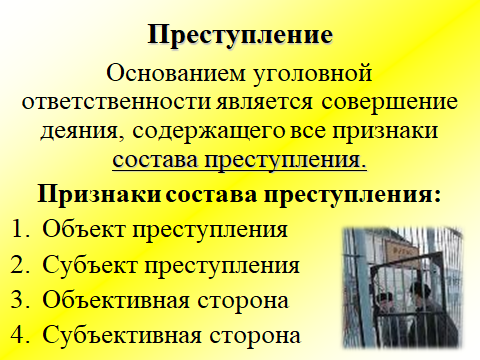 Преступление
Основанием уголовной
ответственности является совершение
деяния, содержащего все признаки
состава преступления.
Признаки состава преступления:
1. Объект преступления
2. Субъект преступления
3. Объективная сторона
4. Субъективная сторона